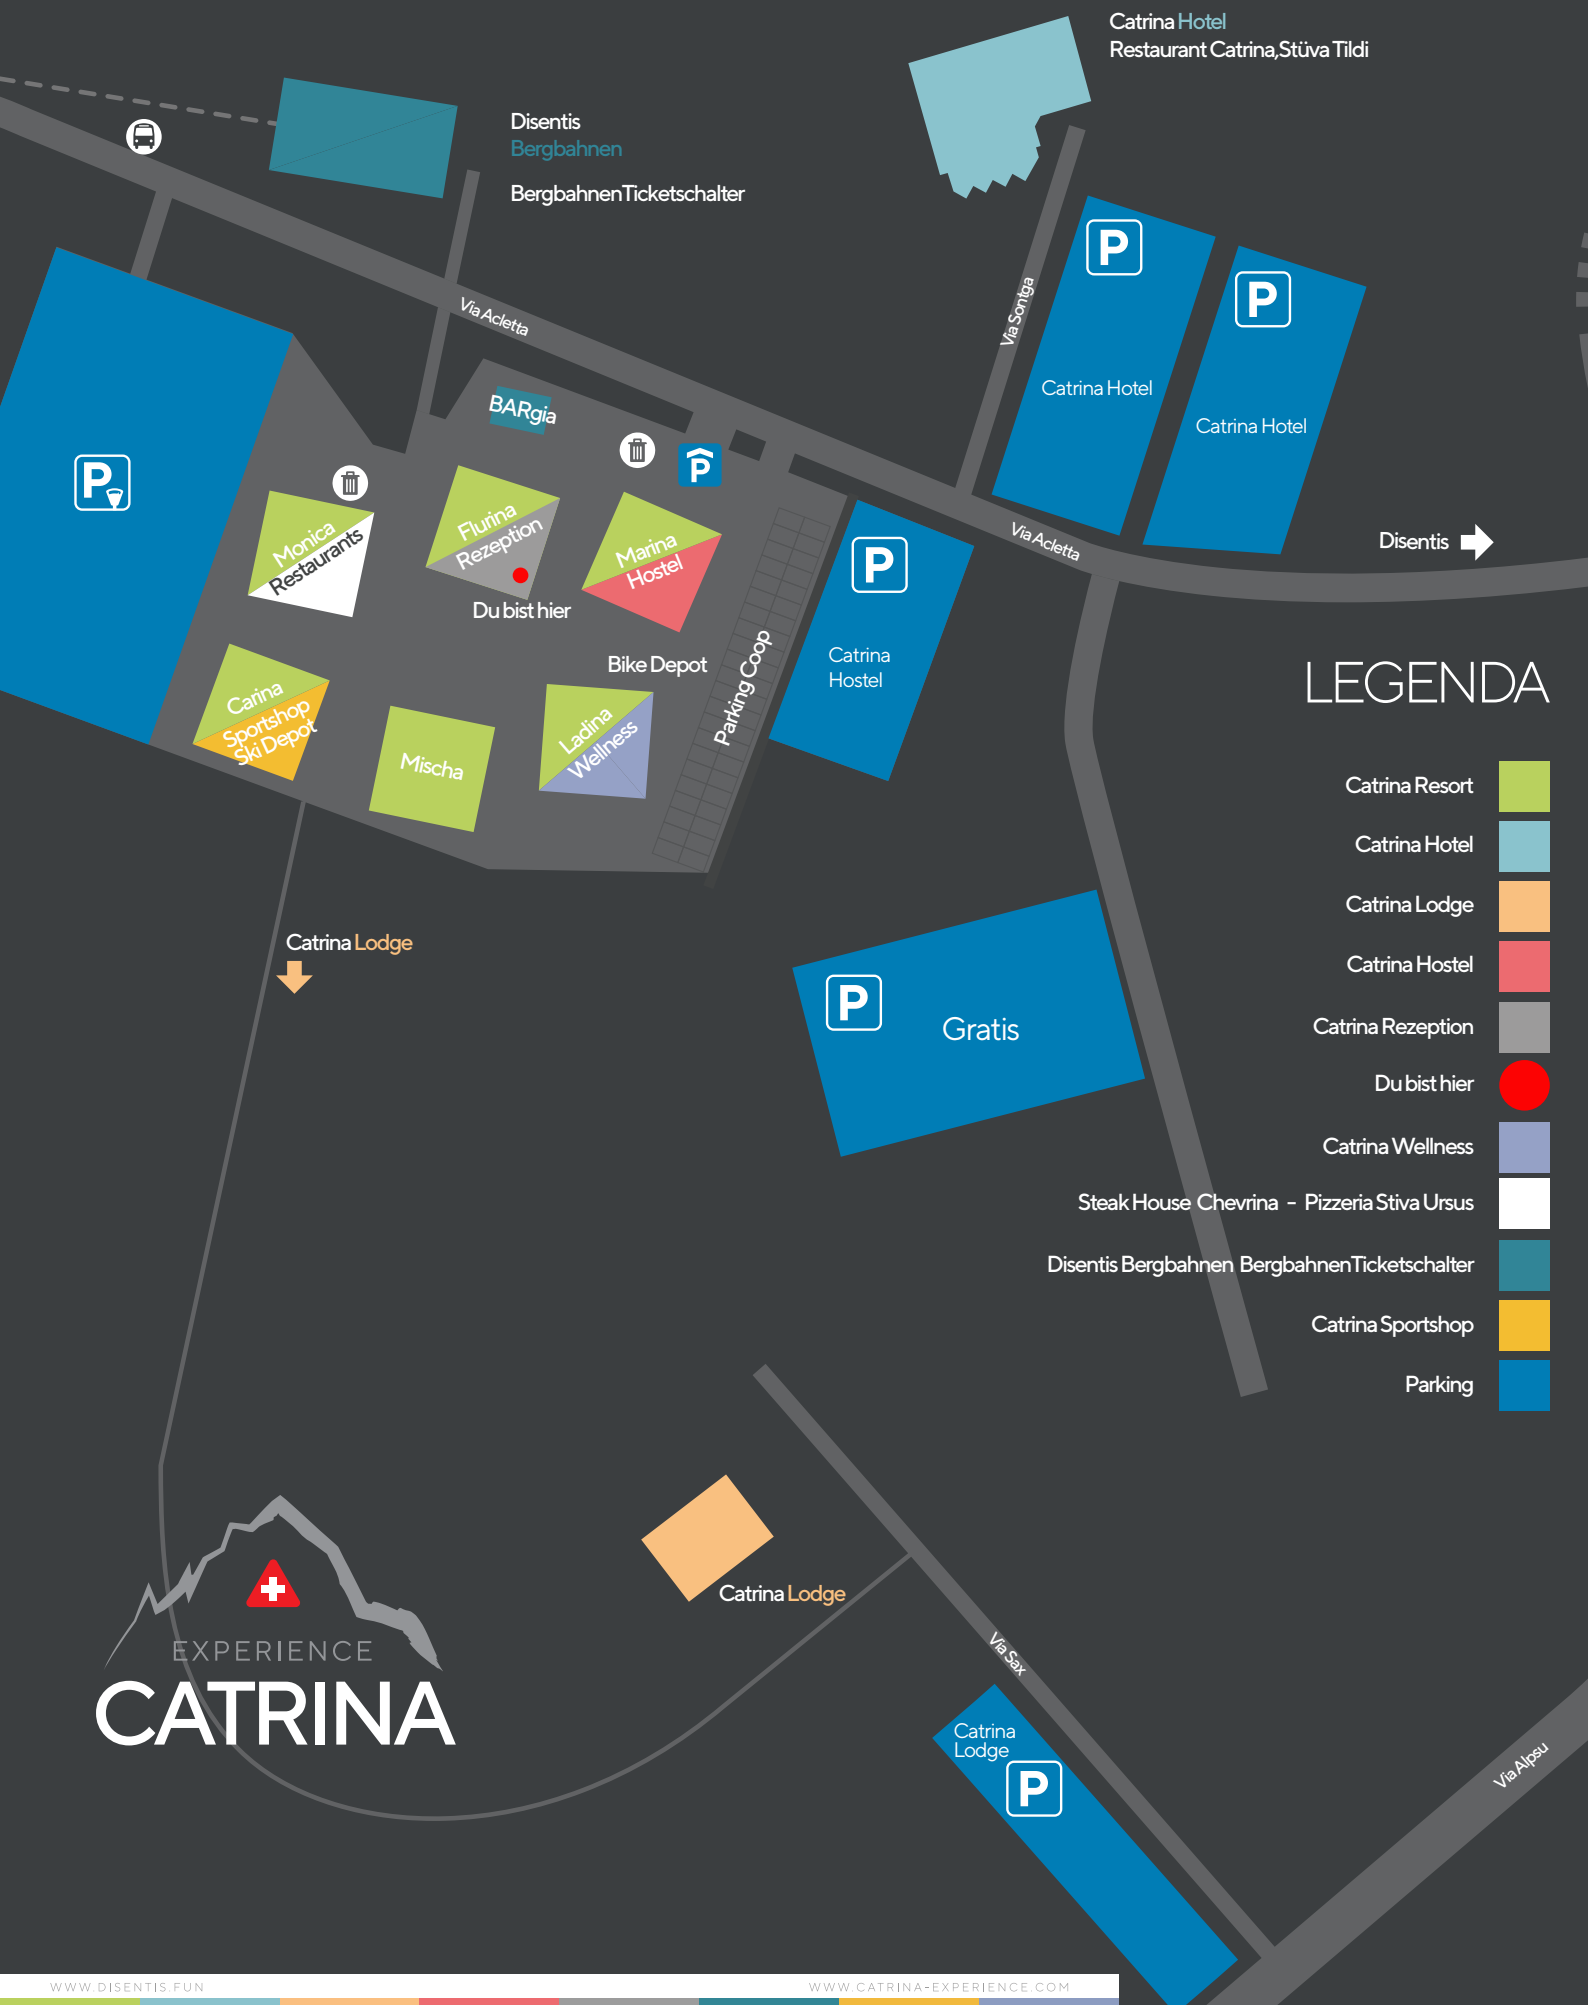 Catrina Hotel
Restaurant Catrina,Stüva Tildi
Disentis
Bergbahnen
BergbahnenTicketschalter
Via Acletta
Via Sontga
P
Catrina Hotel
P
Catrina Hotel
BARgia
P
P
Monica
Restaurants
Flurina
Rezeption
Du bist hier
Marina
Hostel
Via Acletta
Disentis
P
Catrina
Hostel
Bike Depot
Parking Coop
Carina
Sportshop
Ski Depot
Mischa
Ladina
Wellness
LEGENDA
Catrina Resort
Catrina Hotel
Catrina Lodge
Catrina Hostel
Catrina Rezeption
Du bist hier
Catrina Wellness
Steak House Chevrina - Pizzeria Stiva Ursus
Disentis Bergbahnen BergbahnenTicketschalter
Catrina Sportshop
Parking
Catrina Lodge
P
Gratis
Catrina Lodge
Via Sax
EXPERIENCE
CATRINA
Catrina
Lodge
P
Via Alpsu
WWW.DISENTIS.FUN
WWW.CATRINA-EXPERIENCE.COM